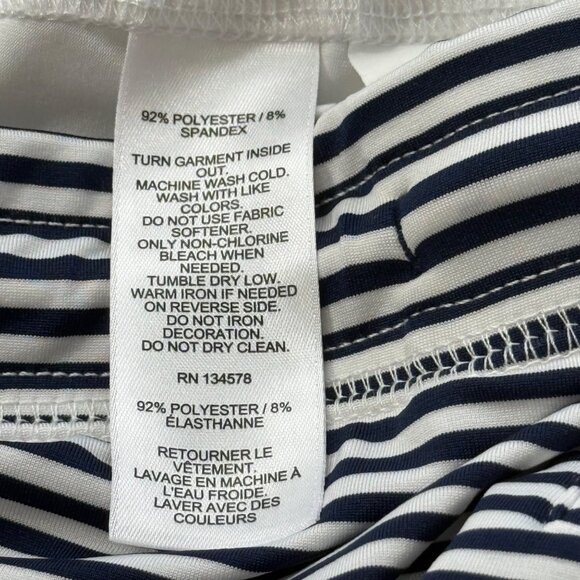 92% POLYESTER / 8%
SPANDEX
TURN GARMENT INSIDE
OUT.
MACHINE WASH COLD.
WASH WITH LIKE
COLORS.
DO NOT USE FABRIC
SOFTENER.
ONLY NON-CHLORINE
BLEACH WHEN
NEEDED.
TUMBLE DRY LOW.
WARM IRON IF NEEDED
ON REVERSE SIDE.
DO NOT IRON
DECORATION.
DO NOT DRY CLEAN.
RN 134578
92% POLYESTER / 8%
ÉLASTHANNE
RETOURNER LE
VÊTEMENT.
LAVAGE EN MACHINE À
L'EAU FROIDE.
LAVER AVEC DES
COULEURS